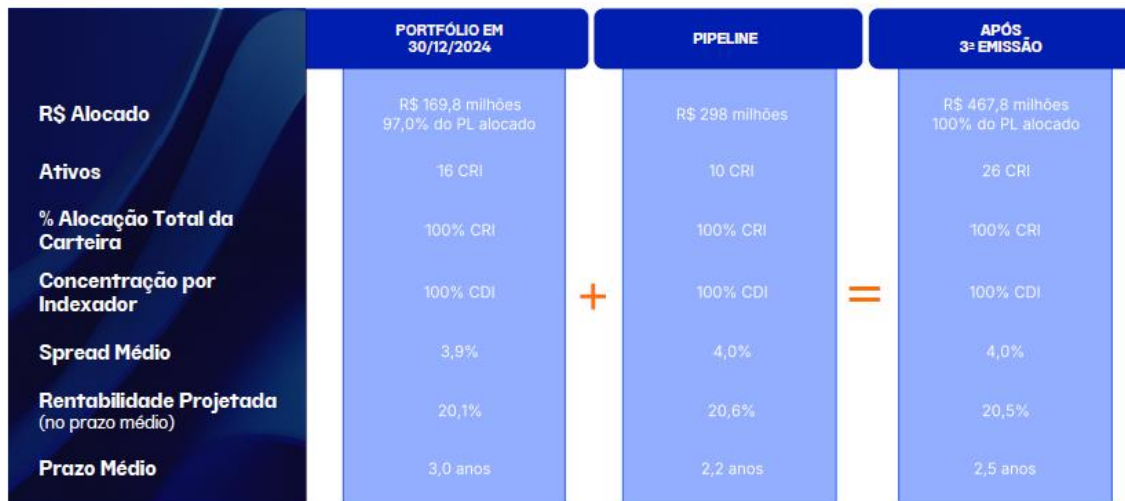 PORTFÓLIO EM
30/12/2024
PIPELINE
APÓS
3ª EMISSÃO
R$ Alocado
R$ 169,8 milhões
97,0% do PL alocado
R$ 298 milhões
R$ 467,8 milhões
100% do PL alocado
Ativos
16 CRI
10 CRI
26 CRI
% Alocação Total da
Carteira
100% CRI
100% CRI
100% CRI
Concentração por
Indexador
100% CDI
+
100% CDI
=
100% CDI
Spread Médio
3,9%
4,0%
4,0%
Rentabilidade Projetada
(no prazo médio)
20,1%
20,6%
20,5%
Prazo Médio
3,0 anos
2,2 anos
2,5 anos